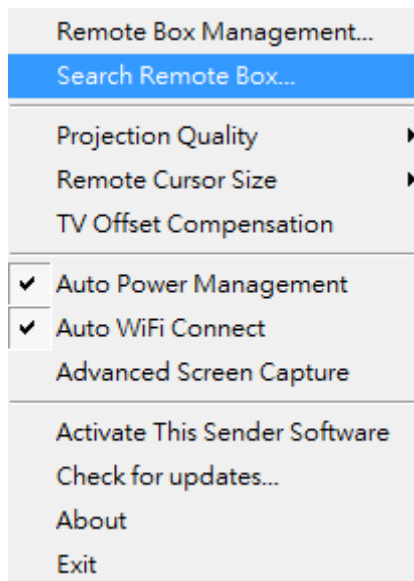 Remote Box Management...
Search Remote Box...
Projection Quality
Remote Cursor Size
TV Offset Compensation
Auto Power Management
Auto WiFi Connect
Advanced Screen Capture
Activate This Sender Software
Check for updates...
About
Exit